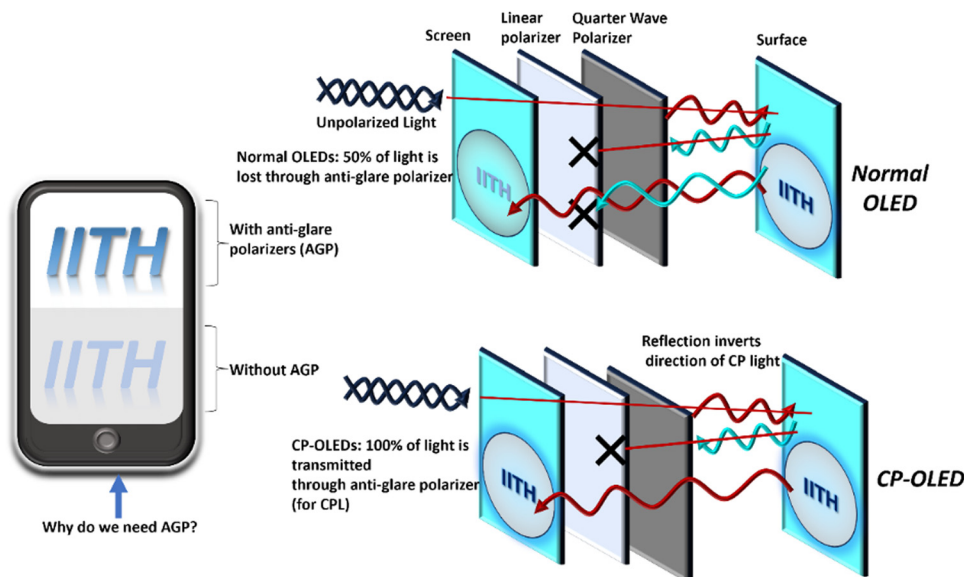 Screen
Linear
polarizer
Quarter Wave
Polarizer
Surface
Unpolarized Light
Normal OLEDs: 50% of light is
lost through anti-glare polarizer
IITH
IITH
Normal
OLED
IITH
With anti-glare
polarizers (AGP)
IITH
Without AGP
Why do we need AGP?
Reflection inverts
direction of CP light
CP-OLEDs: 100% of light is
transmitted
through anti-glare polarizer
(for CPL)
IITH
IITH
CP-OLED